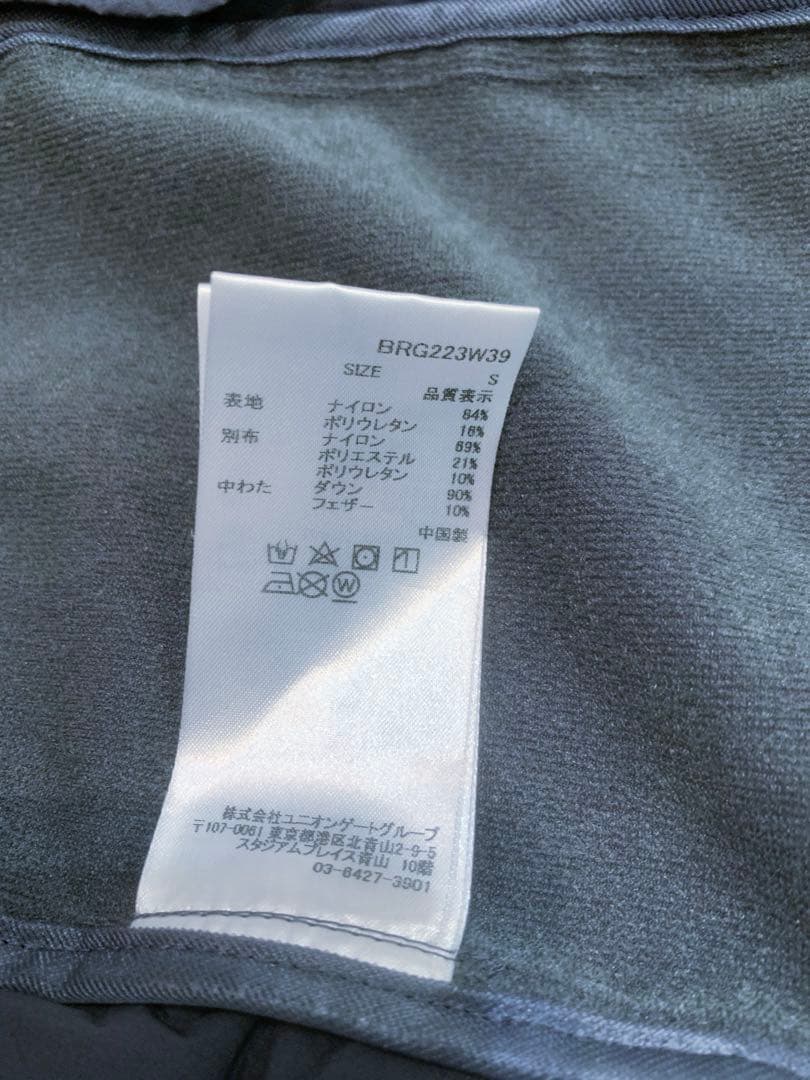 BRG223W39
SIZE S
品質表示
表地 ナイロン 84%
ポリウレタン 16%
別布 ナイロン 69%
ポリエステル 21%
ポリウレタン 10%
中わた ダウン 90%
フェザー 10%
中国製
W
株式会社ユニオンゲートグループ
〒107-0061 東京都港区北青山2-9-5
スタジアムプレイス青山 10階
03-6427-3901